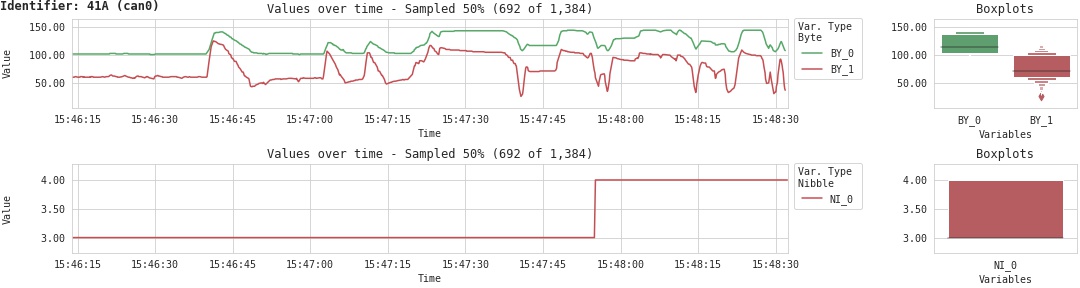 Identifier: 41A (can0)
Values over time - Sampled 50% (692 of 1,384)
Value
150.00
100.00
50.00
15:46:15 15:46:30 15:46:45 15:47:00 15:47:15 15:47:30 15:47:45 15:48:00 15:48:15 15:48:30
Time
Var. Type
Byte
BY_0
BY_1
Boxplots
150.00
100.00
50.00
BY_0 BY_1
Variables
Values over time - Sampled 50% (692 of 1,384)
Value
4.00
3.50
3.00
15:46:15 15:46:30 15:46:45 15:47:00 15:47:15 15:47:30 15:47:45 15:48:00 15:48:15 15:48:30
Time
Var. Type
Nibble
NI_0
Boxplots
4.00
3.50
3.00
NI_0
Variables